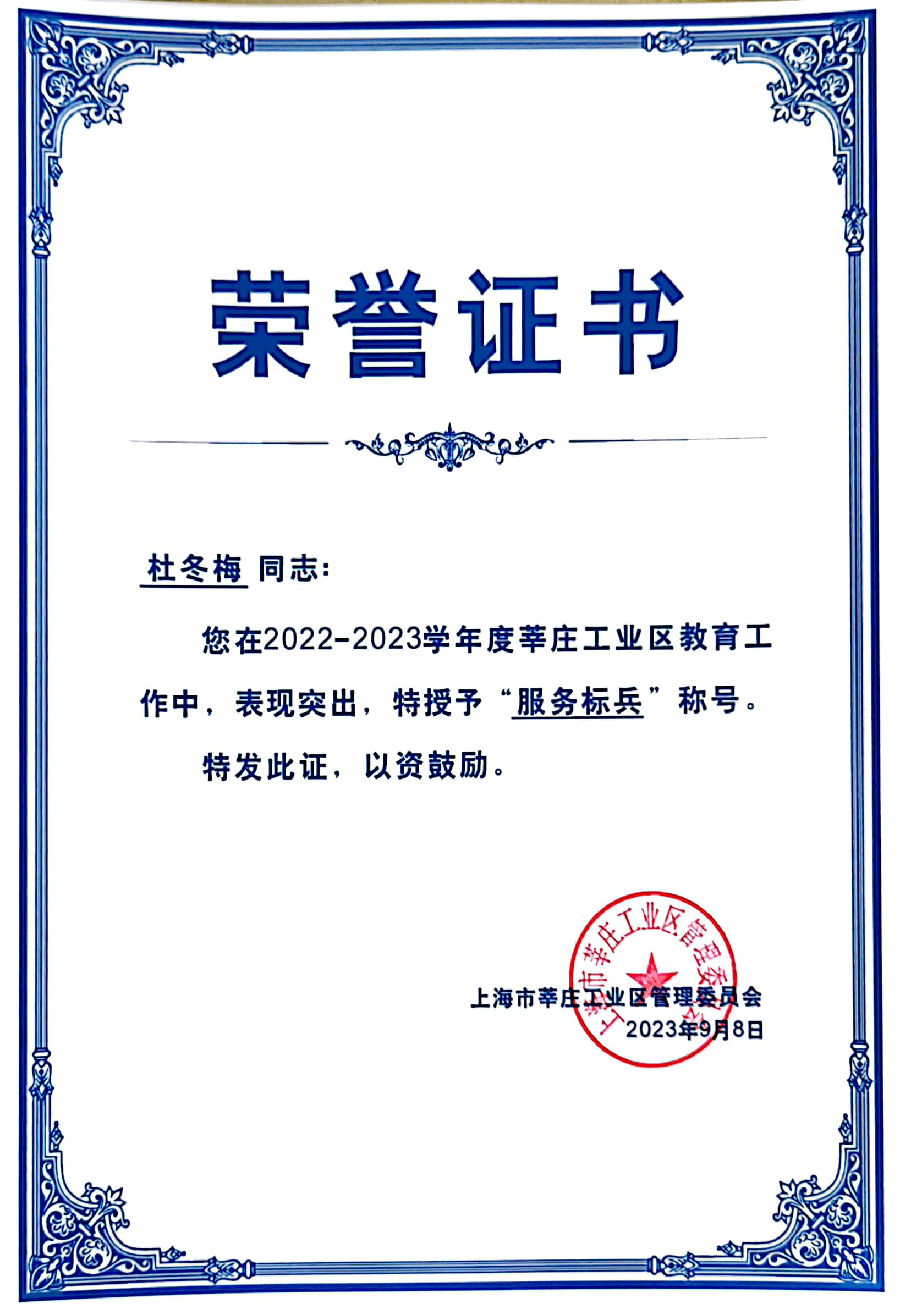 荣誉证书
杜冬梅 同志：
您在2022-2023学年度莘庄工业区教育工
作中，表现突出，特授予“服务标兵”称号。
特发此证，以资鼓励。
上海市莘庄工业区管理委员会
上海市莘庄工业区管理委员会
2023年9月8日